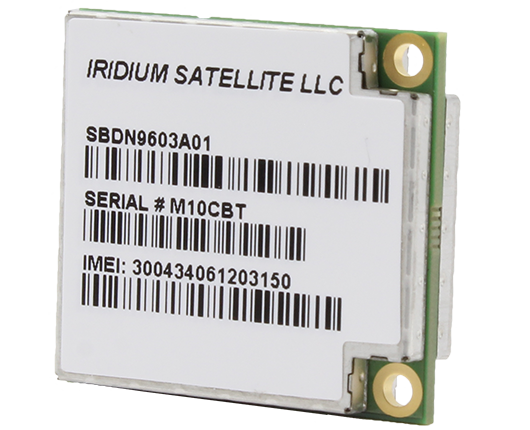 IRIDIUM SATELLITE LLC
SBDN9603A01
SERIAL # M10CBT
IMEI: 300434061203150